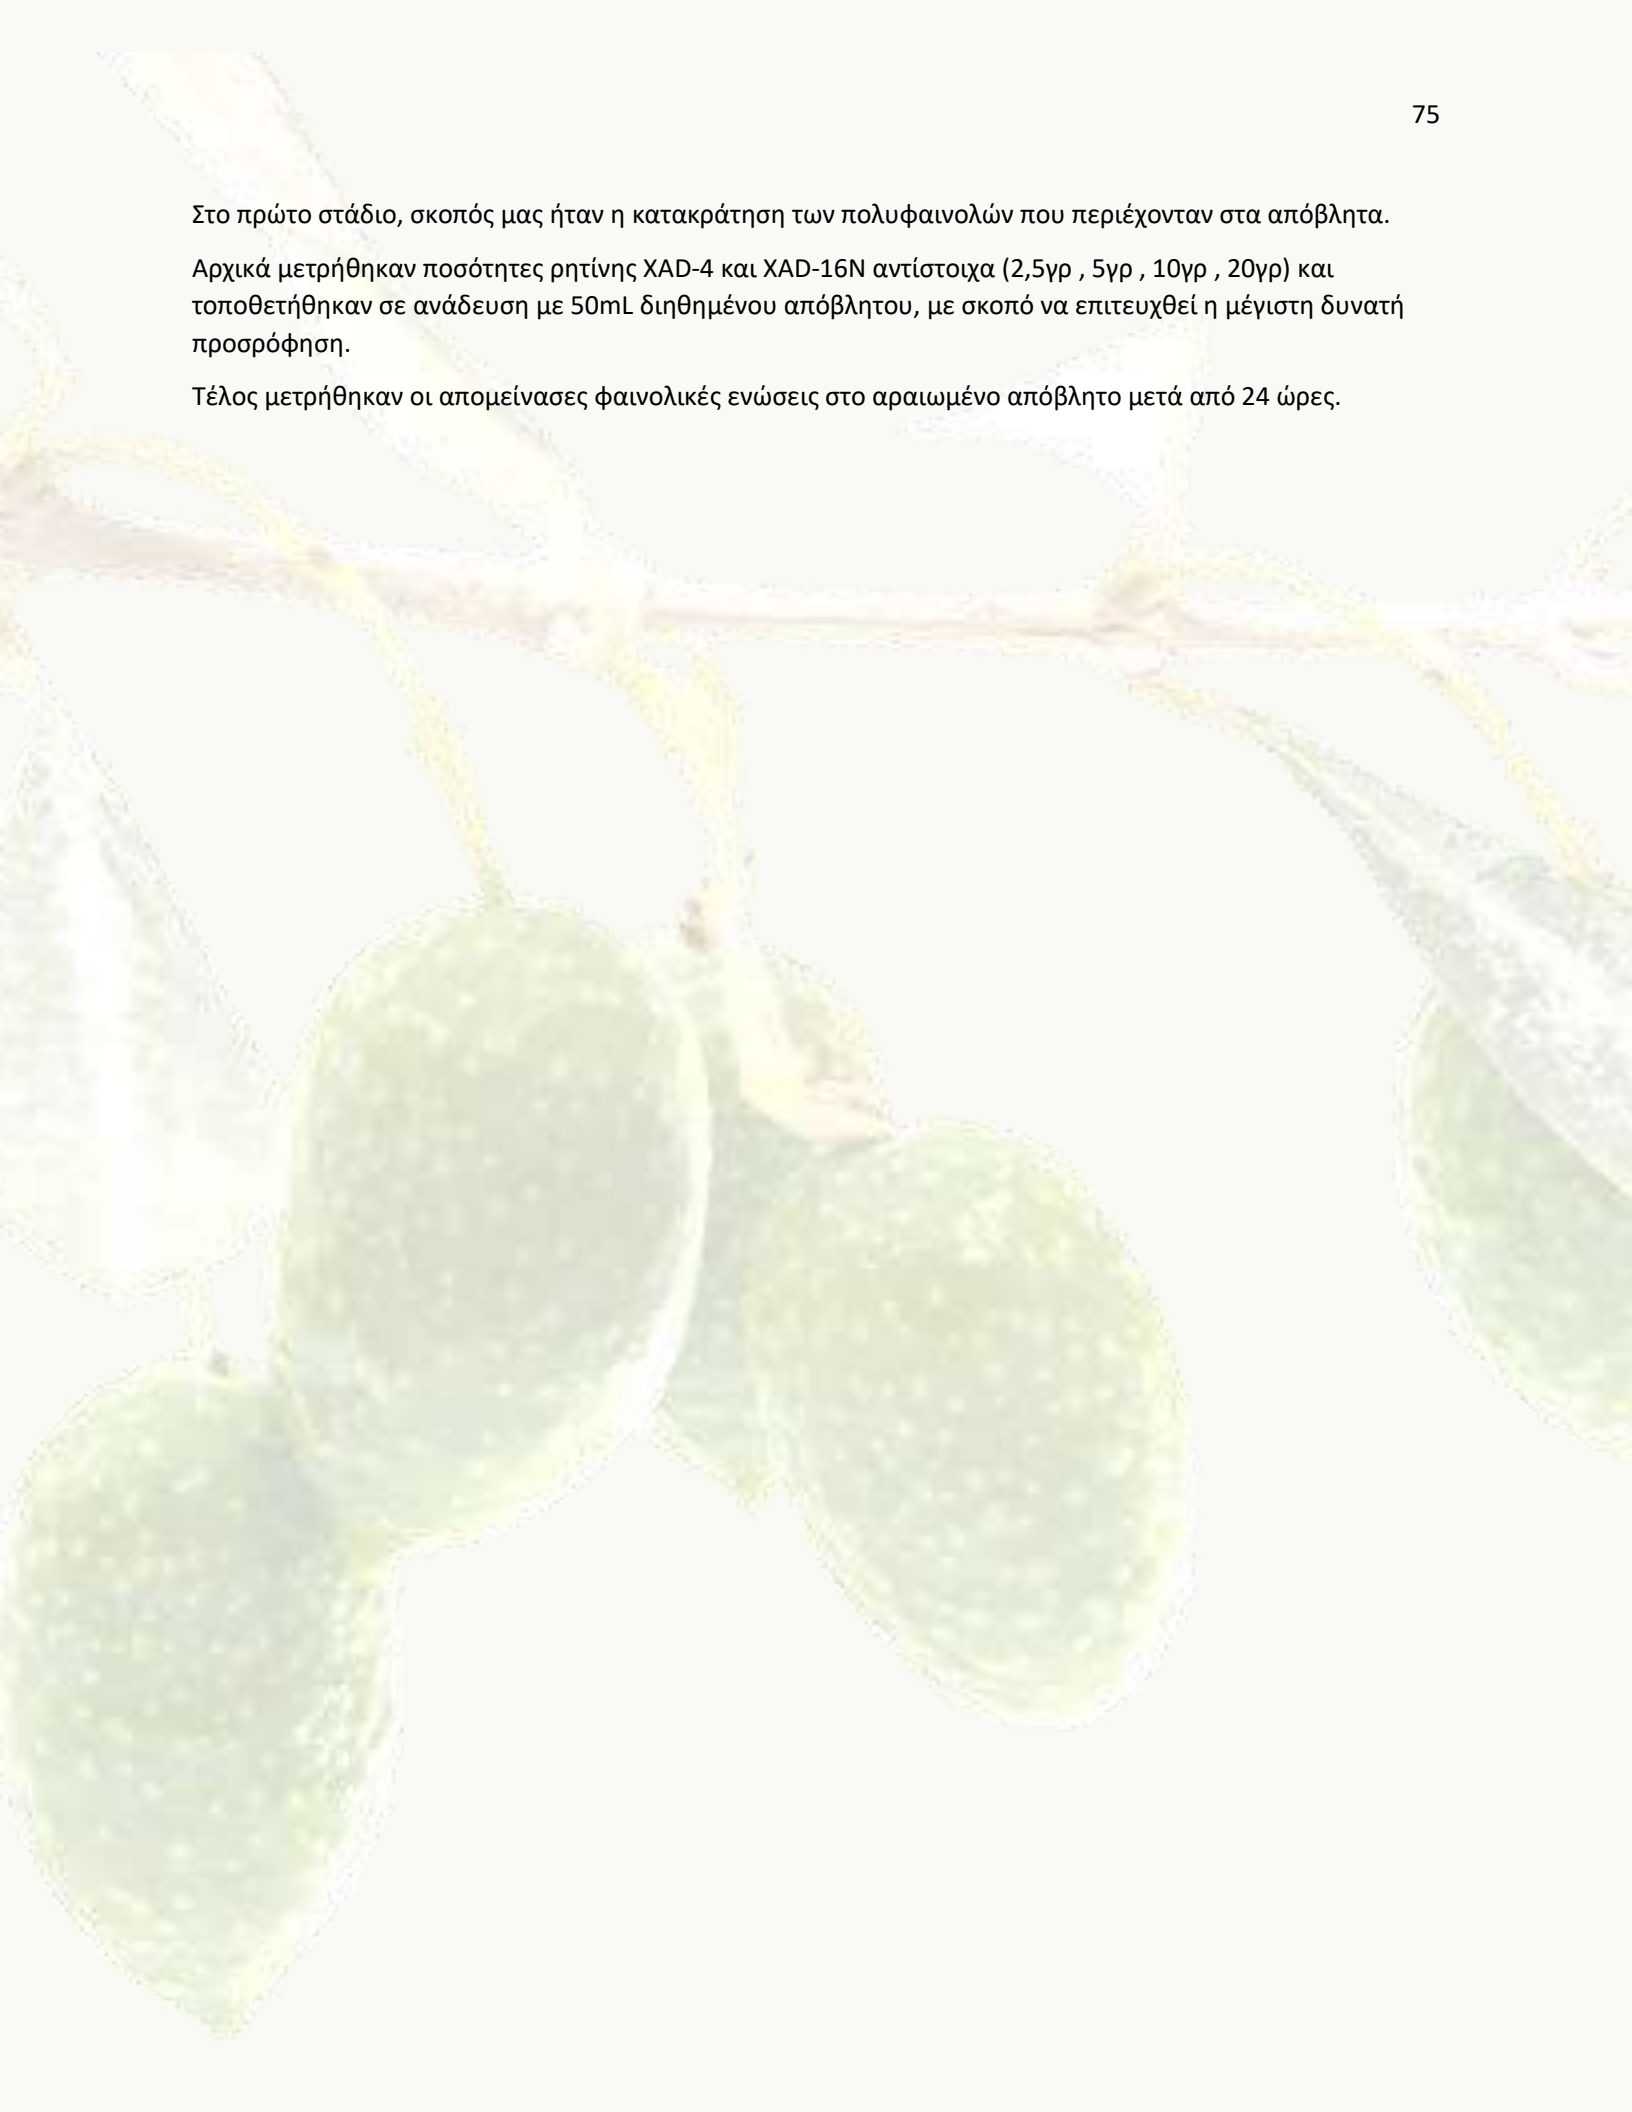 75
Στο πρώτο στάδιο, σκοπός μας ήταν η κατακράτηση των πολυφαινολών που περιέχονταν στα απόβλητα.
Αρχικά μετρήθηκαν ποσότητες ρητίνης XAD-4 και XAD-16N αντίστοιχα (2,5γρ , 5γρ , 10γρ , 20γρ) και
τοποθετήθηκαν σε ανάδευση με 50mL διηθημένου απόβλητου, με σκοπό να επιτευχθεί η μέγιστη δυνατή
προσρόφηση.
Τέλος μετρήθηκαν οι απομείνασες φαινολικές ενώσεις στο αραιωμένο απόβλητο μετά από 24 ώρες.